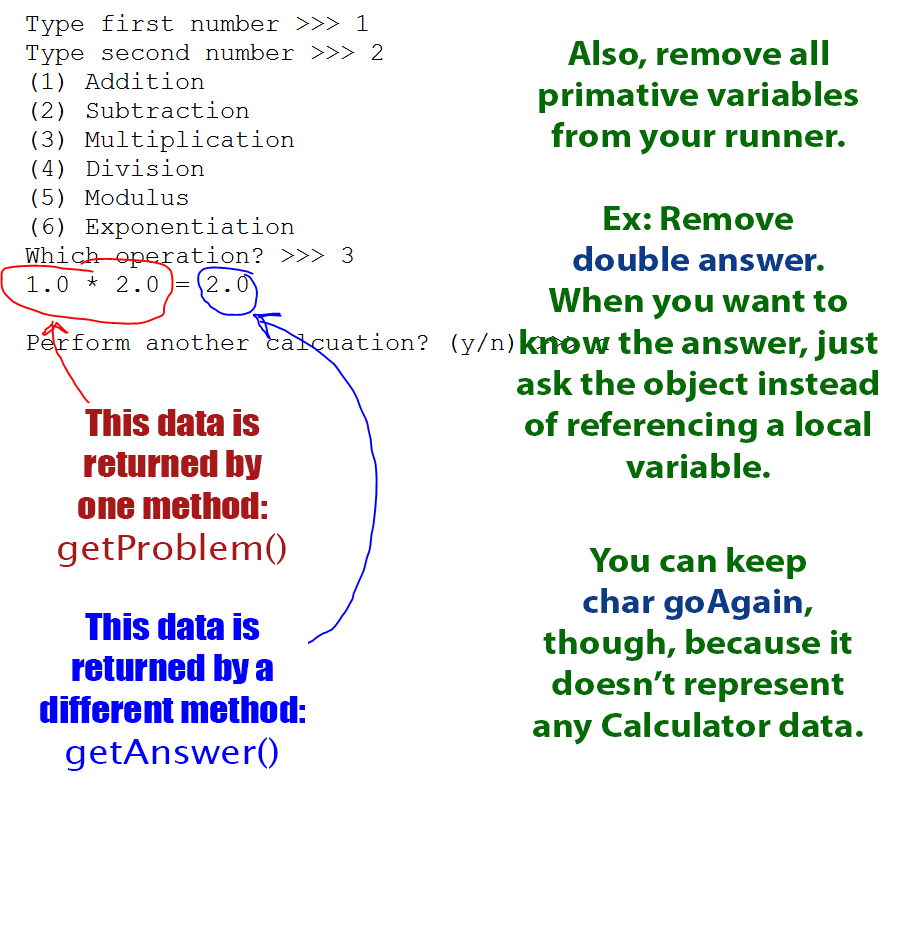 Type first number >>> 1
Type second number >>> 2
(1) Addition
(2) Subtraction
(3) Multiplication
(4) Division
(5) Modulus
(6) Exponentiation
Which operation? >>> 3
1.0 * 2.0 = 2.0
Perform another calcuation? (y/n) >>> n
This data is
returned by
one method:
getProblem()
This data is
returned by a
different method:
getAnswer()
Also, remove all
primative variables
from your runner.
Ex: Remove
double answer.
When you want to
know the answer, just
ask the object instead
of referencing a local
variable.
You can keep
char goAgain,
though, because it
doesn’t represent
any Calculator data.